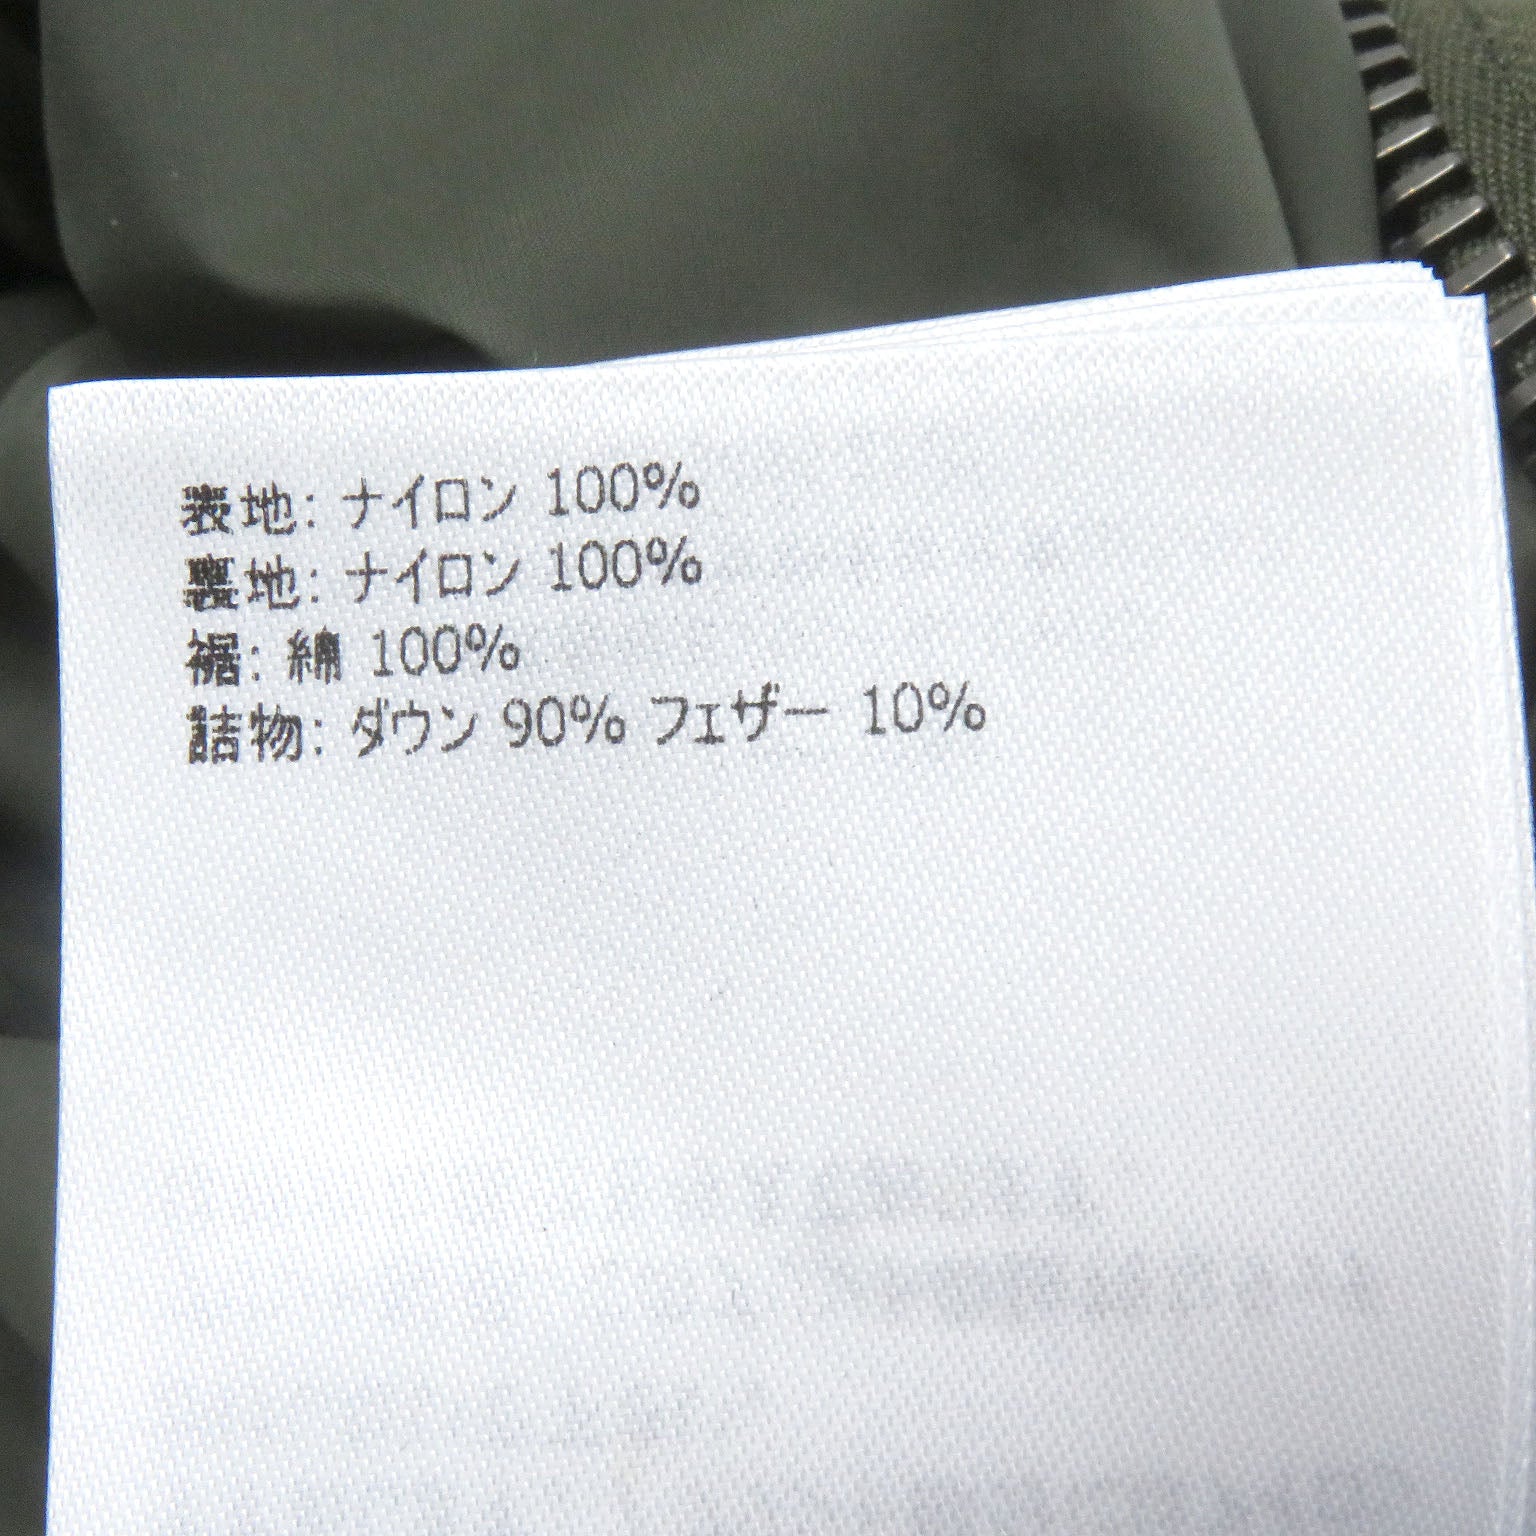 表地: ナイロン 100%
裏地: ナイロン 100%
裾: 綿 100%
詰物: ダウン 90% フェザー 10%